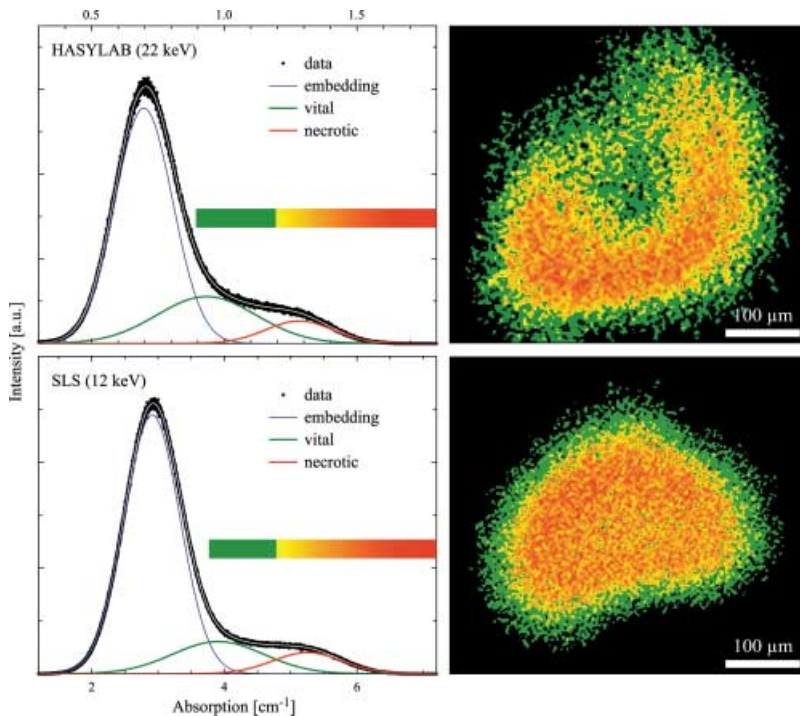 0.5 1.0 1.5
HASYLAB (22 keV)
data
embedding
vital
necrotic
100 µm
Intensity [a.u.]
SLS (12 keV)
data
embedding
vital
necrotic
100 µm
2 4 6
Absorption [cm⁻¹]